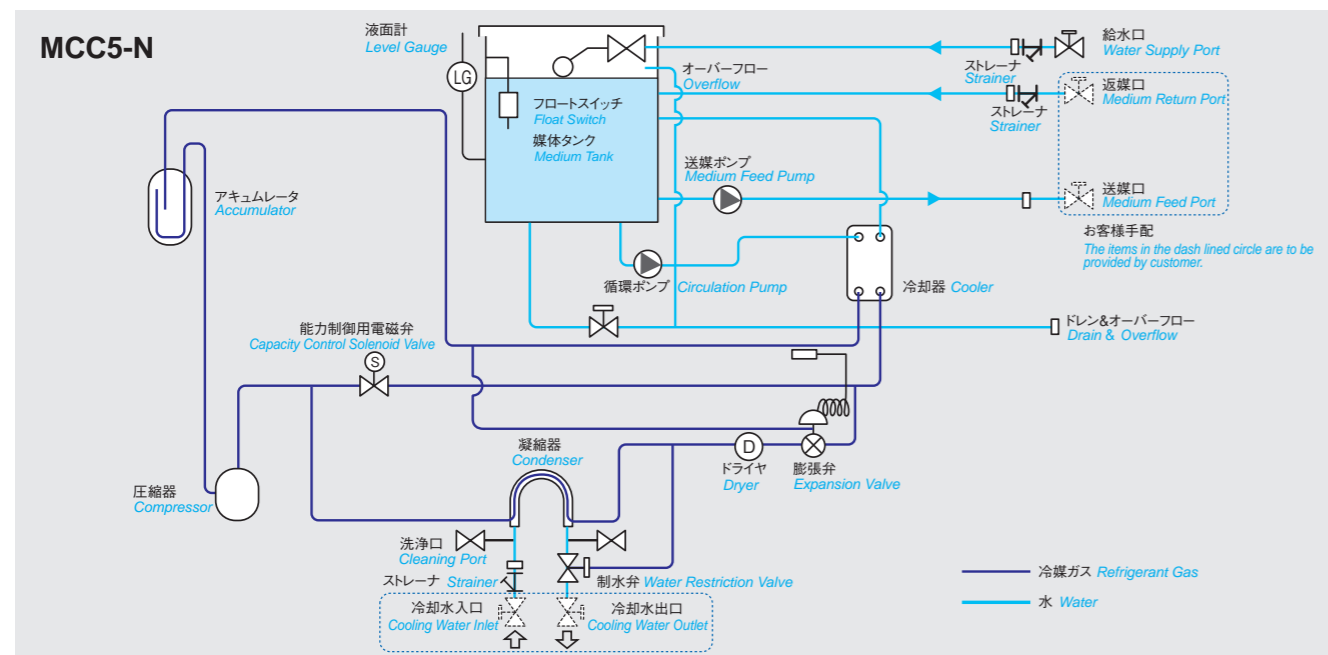 MCC5-N
液面計
Level Gauge
LG
オーバーフロー
Overflow
給水口
Water Supply Port
ストレーナ
Strainer
返媒口
Medium Return Port
ストレーナ
Strainer
フロートスイッチ
Float Switch
媒体タンク
Medium Tank
送媒ポンプ
Medium Feed Pump
送媒口
Medium Feed Port
お客様手配
The items in the dash lined circle are to be
provided by customer.
アキュムレータ
Accumulator
循環ポンプ Circulation Pump
冷却器 Cooler
ドレン&オーバーフロー
Drain & Overflow
能力制御用電磁弁
Capacity Control Solenoid Valve
S
凝縮器
Condenser
D
ドライヤ
Dryer
膨張弁
Expansion Valve
圧縮器
Compressor
洗浄口
Cleaning Port
ストレーナ Strainer
制水弁 Water Restriction Valve
冷却水入口
Cooling Water Inlet
冷却水出口
Cooling Water Outlet
冷媒ガス Refrigerant Gas
水 Water